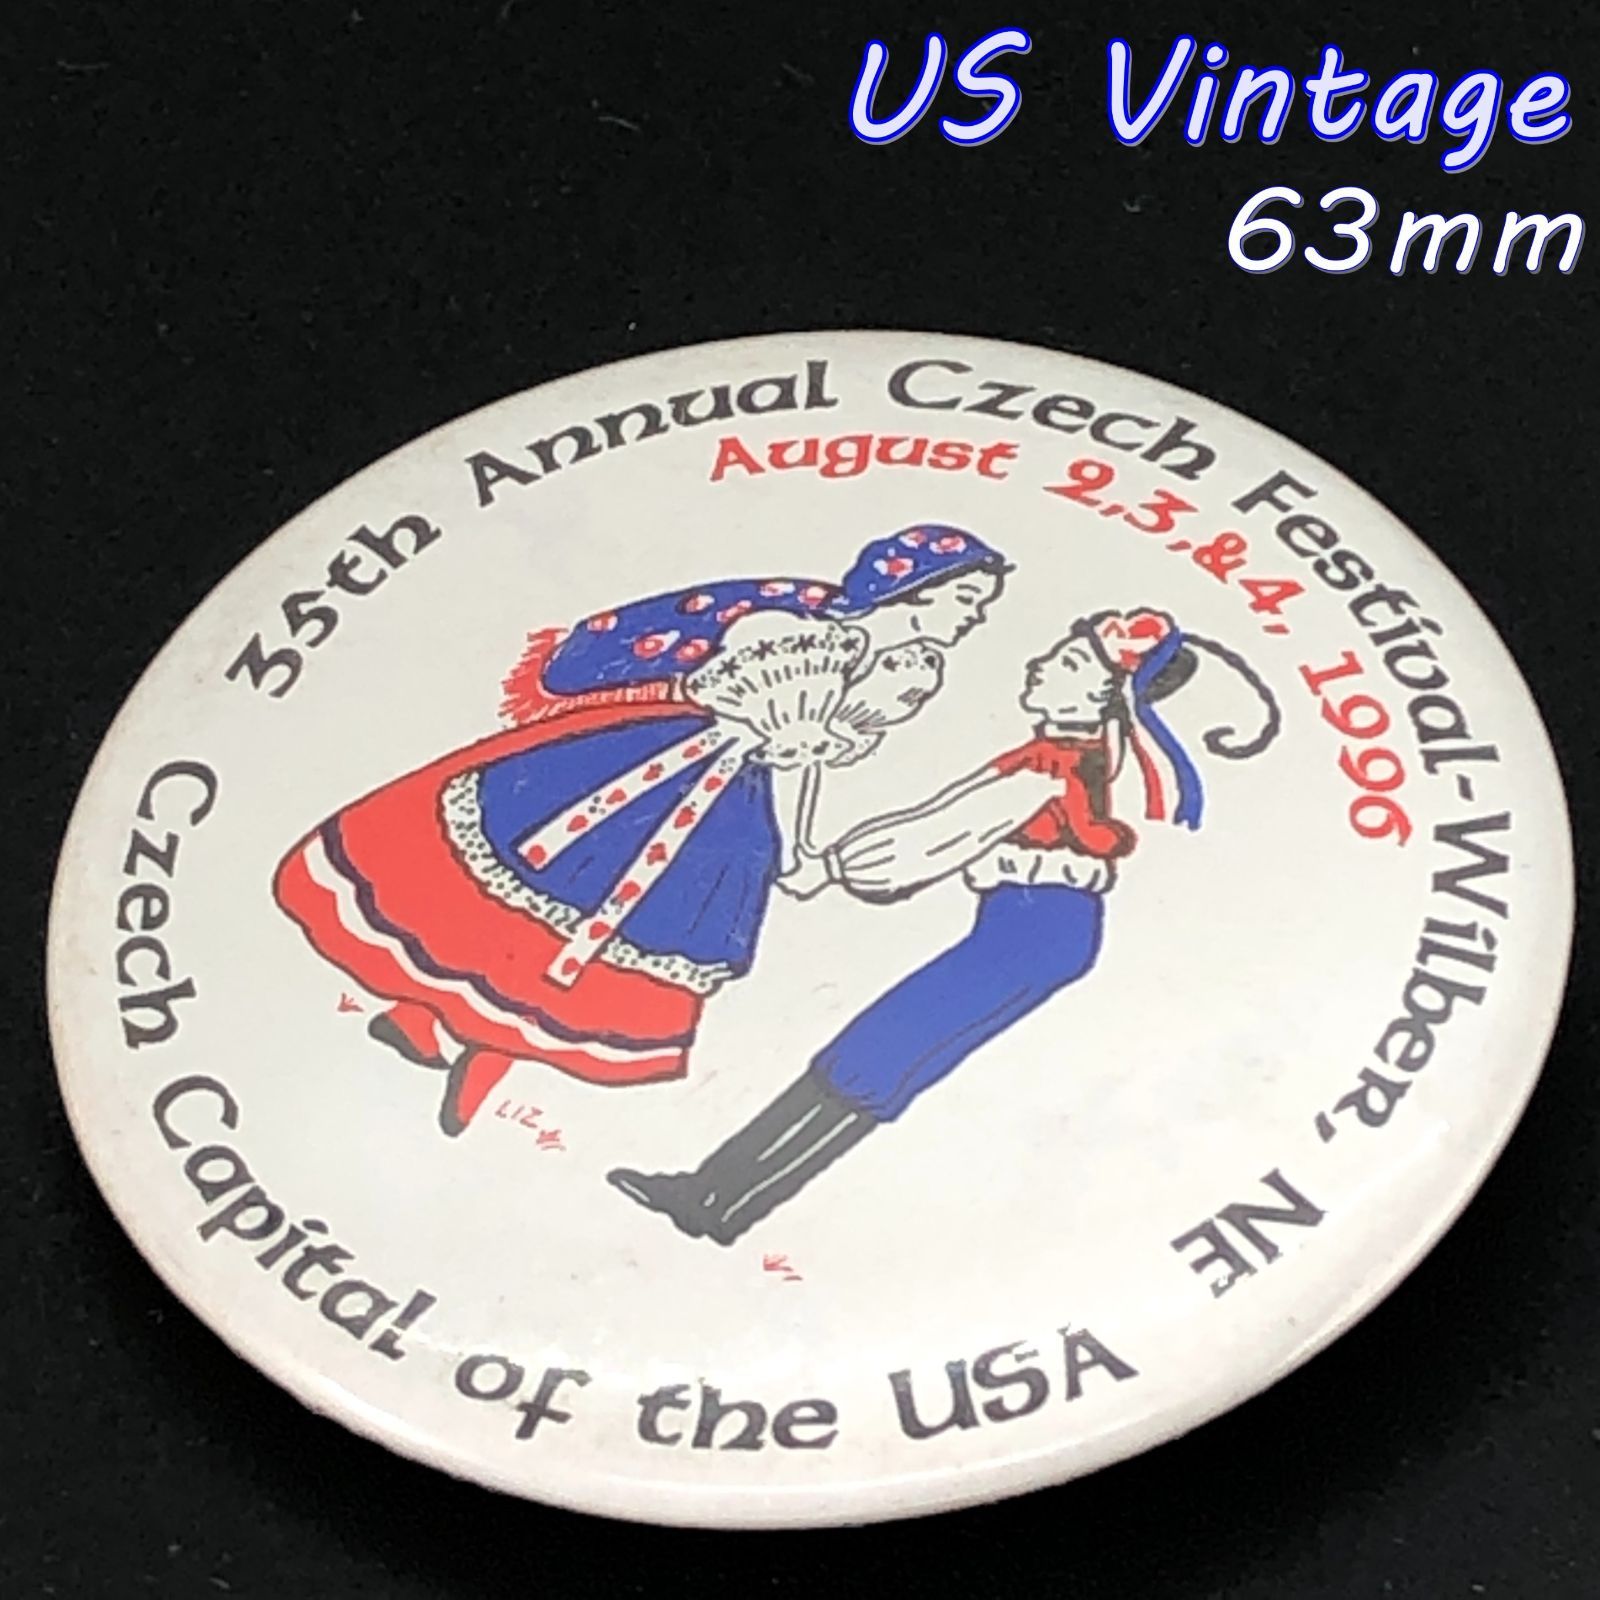 US Vintage
63mm
35th Annual Czech Festival-Wilber, NE
August 2,3,&4, 1996
LIZ
Czech Capital of the USA